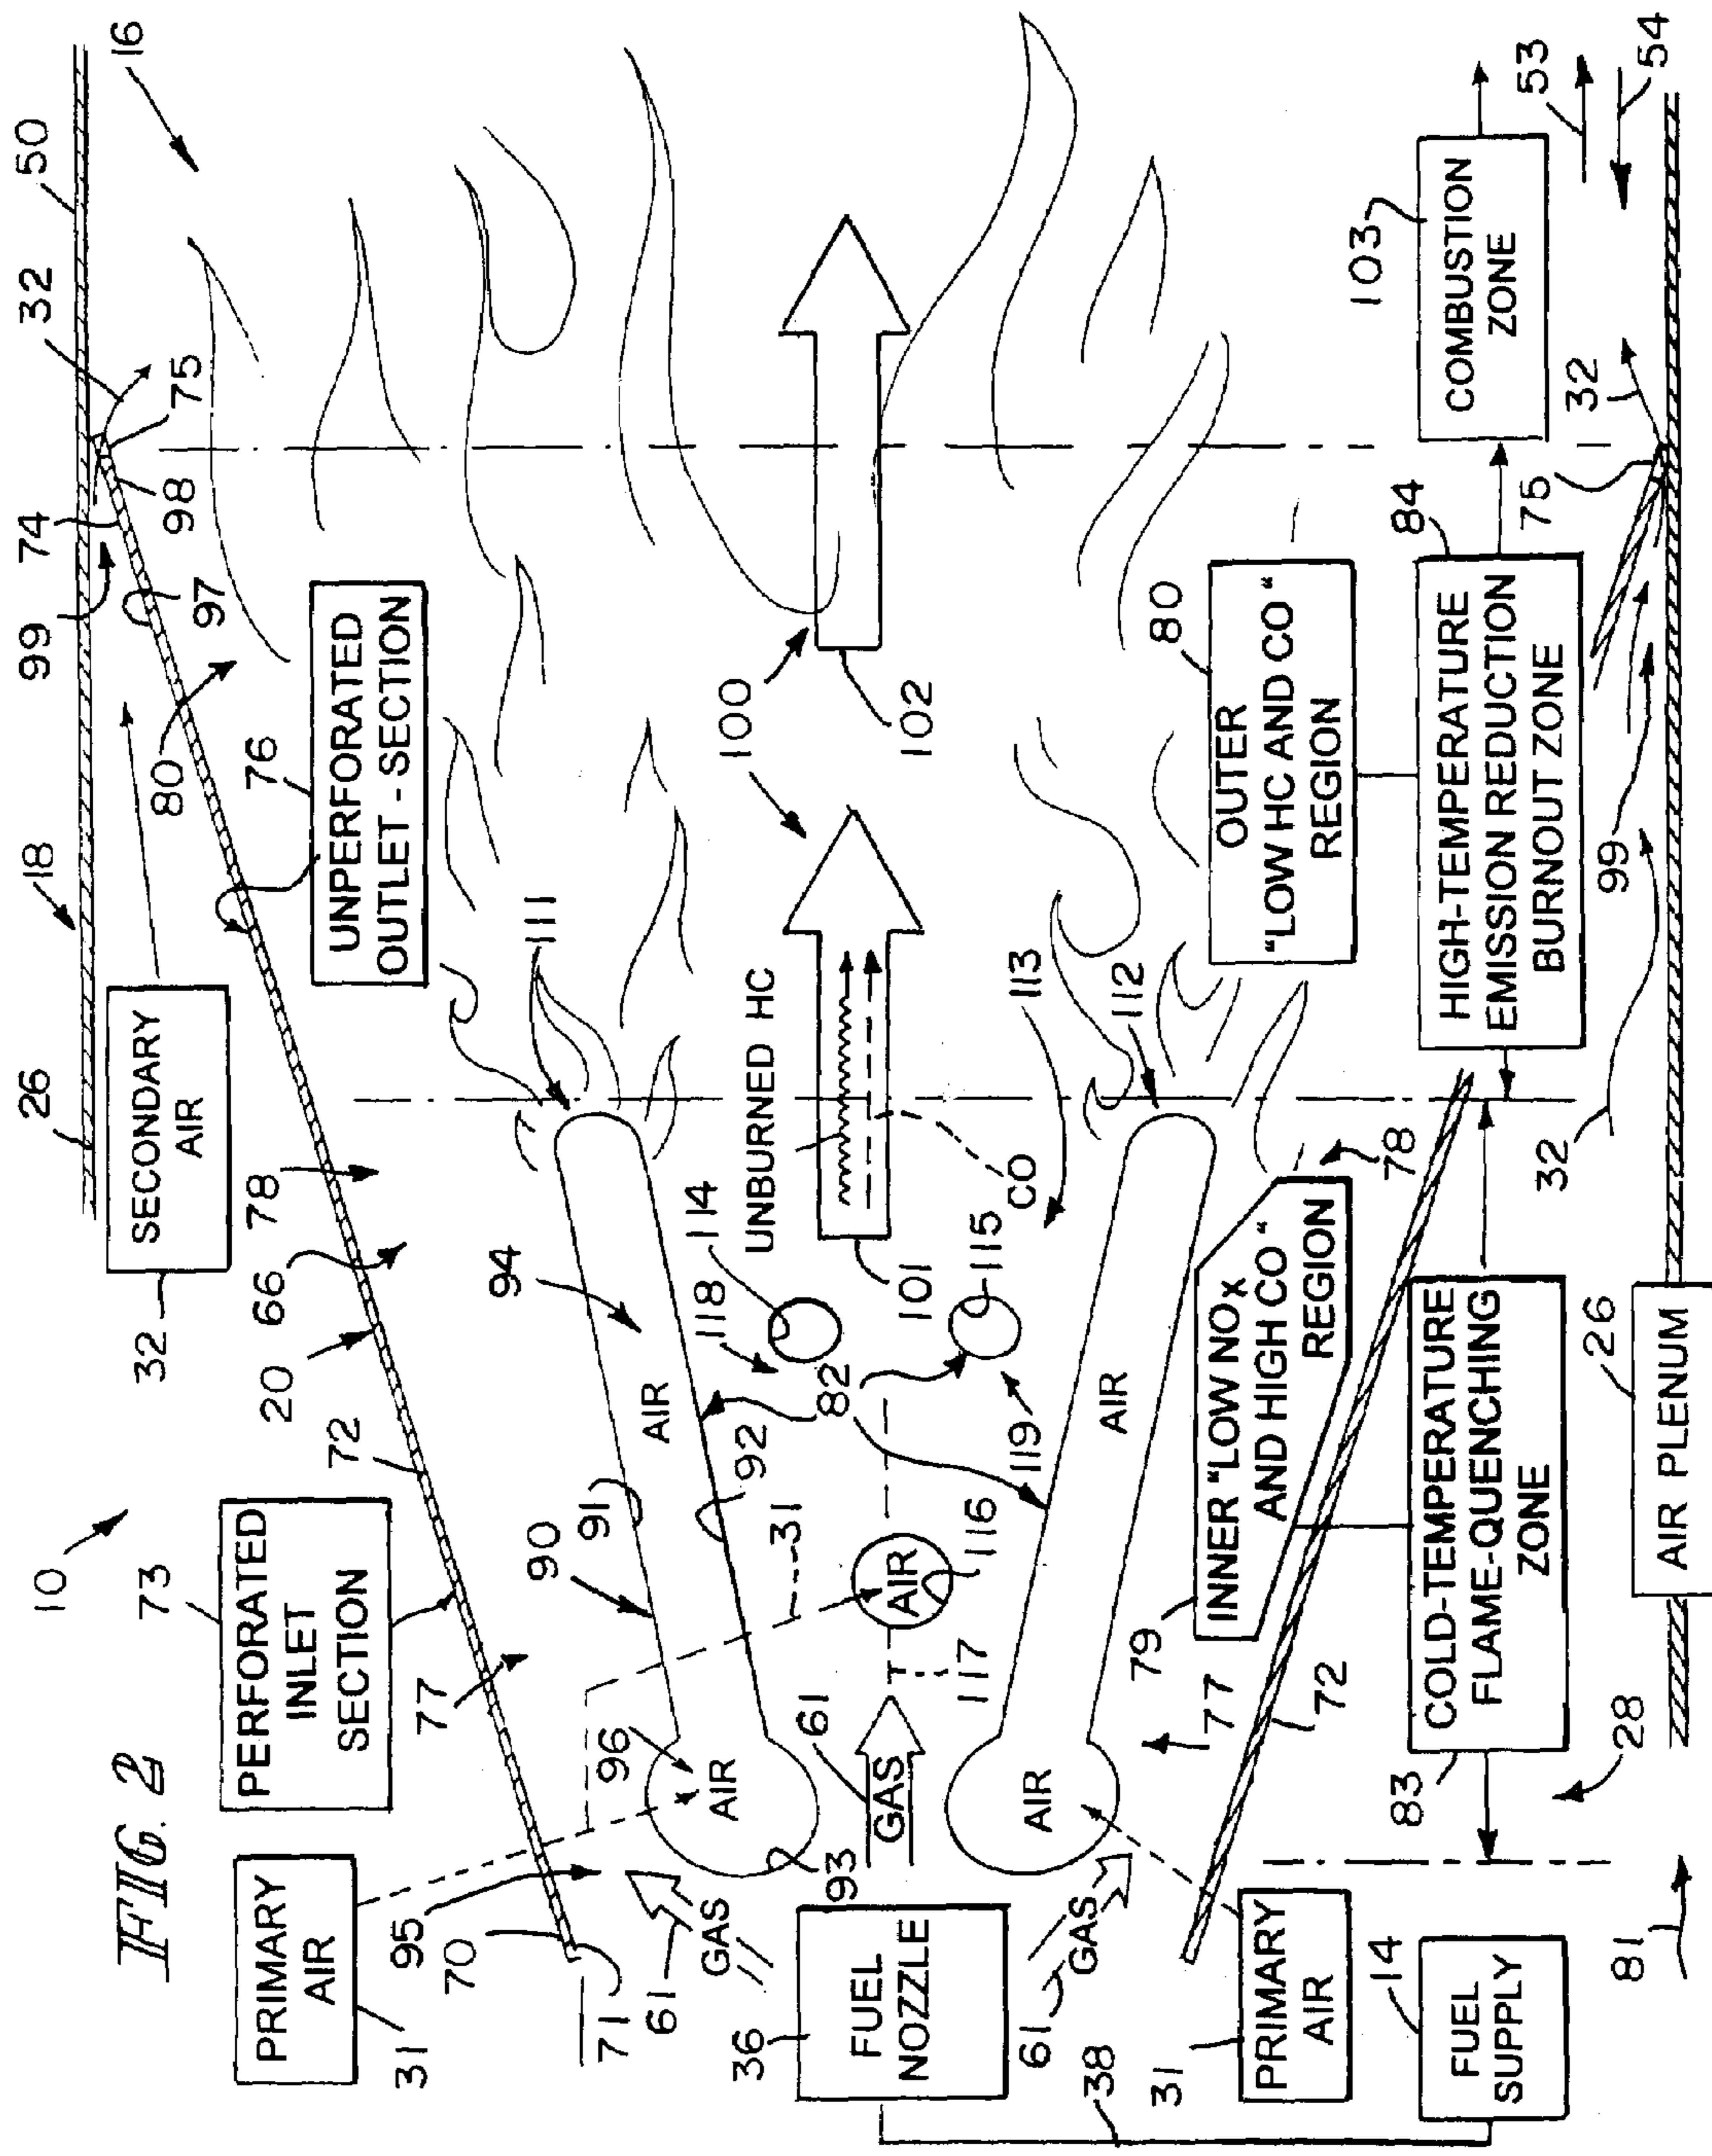 FIG. 2
10
18
26
99
74
32
50
16
PRIMARY
AIR
31
73
PERFORATED
INLET
SECTION
SECONDARY
AIR
32
98
75
95
70
71
77
72
20
66
78
76
80
97
UNPERFORATED
OUTLET-SECTION
61
GAS
96
90
91
94
111
AIR
AIR
92
31
93
118
114
UNBURNED HC
100
36
FUEL
NOZZLE
61
GAS
AIR
116
117
82
101
102
CO
119
115
113
112
61
GAS
AIR
AIR
38
31
PRIMARY
AIR
79
77
INNER "LOW NOX
AND HIGH CO"
REGION
78
80
OUTER
"LOW HC AND CO"
REGION
72
14
FUEL
SUPPLY
83
COLD-TEMPERATURE
FLAME-QUENCHING
ZONE
84
HIGH-TEMPERATURE
EMISSION REDUCTION
BURNOUT ZONE
103
COMBUSTION
ZONE
75
32
53
54
81
28
26
32
99
AIR PLENUM